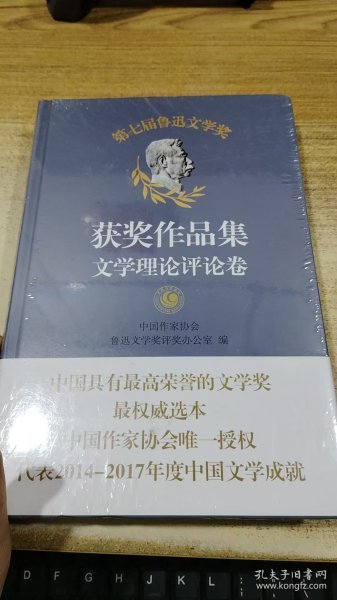 第七届鲁迅文学奖
获奖作品集
文学理论评论卷
中国作家协会
鲁迅文学奖评奖办公室 编
中国具有最高荣誉的文学奖
最权威选本
中国作家协会唯一授权
代表2014-2017年度中国文学成就
D F G H J K L
孔夫子旧书网
www.kongfz.com